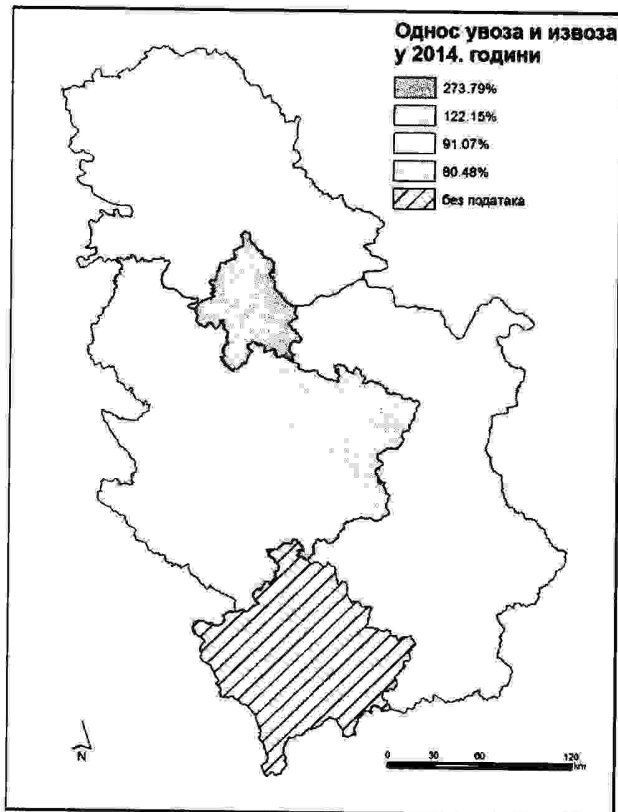 Однос увоза и извоза
у 2014. години
273.79%
122.15%
91.07%
80.48%
без података
N
0 30 60 120
km